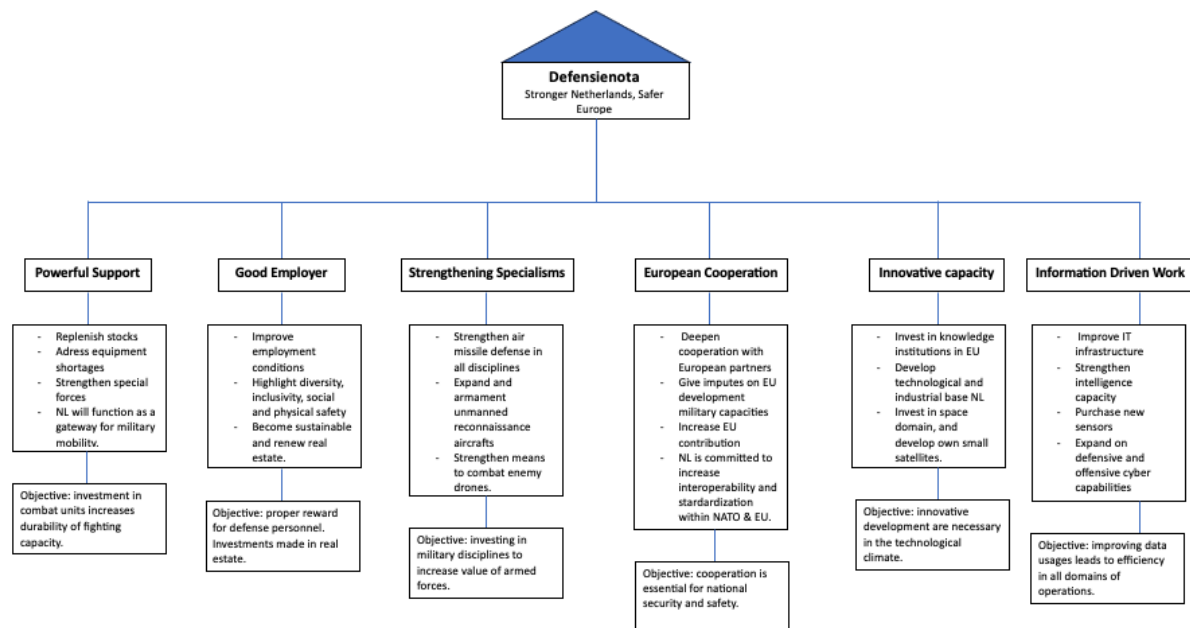 Defensienota
Stronger Netherlands, Safer
Europe
Powerful Support
Good Employer
Strengthening Specialisms
European Cooperation
Innovative capacity
Information Driven Work
- Replenish stocks
- Adress equipment
shortages
- Strengthen special
forces
- NL will function as a
gateway for military
mobility.
- Improve
employment
conditions
- Highlight diversity,
inclusivity, social
and physical safety
- Become sustainable
and renew real
estate.
- Strengthen air
missile defense in
all disciplines
- Expand and
armament
unmanned
reconnaissance
aircrafts
- Strengthen means
to combat enemy
drones.
- Deepen
cooperation with
European partners
- Give imputes on EU
development
military capacities
- Increase EU
contribution
- NL is committed to
increase
interoperability and
stardardization
within NATO & EU.
- Invest in knowledge
institutions in EU
- Develop
technological and
industrial base NL
- Invest in space
domain, and
develop own small
satellites.
- Improve IT
infrastructure
- Strengthen
intelligence
capacity
- Purchase new
sensors
- Expand on
defensive and
offensive cyber
capabilities
Objective: investment in
combat units increases
durability of fighting
capacity.
Objective: proper reward
for defense personnel.
Investments made in real
estate.
Objective: investing in
military disciplines to
increase value of armed
forces.
Objective: cooperation is
essential for national
security and safety.
Objective: innovative
development are necessary
in the technological
climate.
Objective: improving data
usages leads to efficiency
in all domains of
operations.